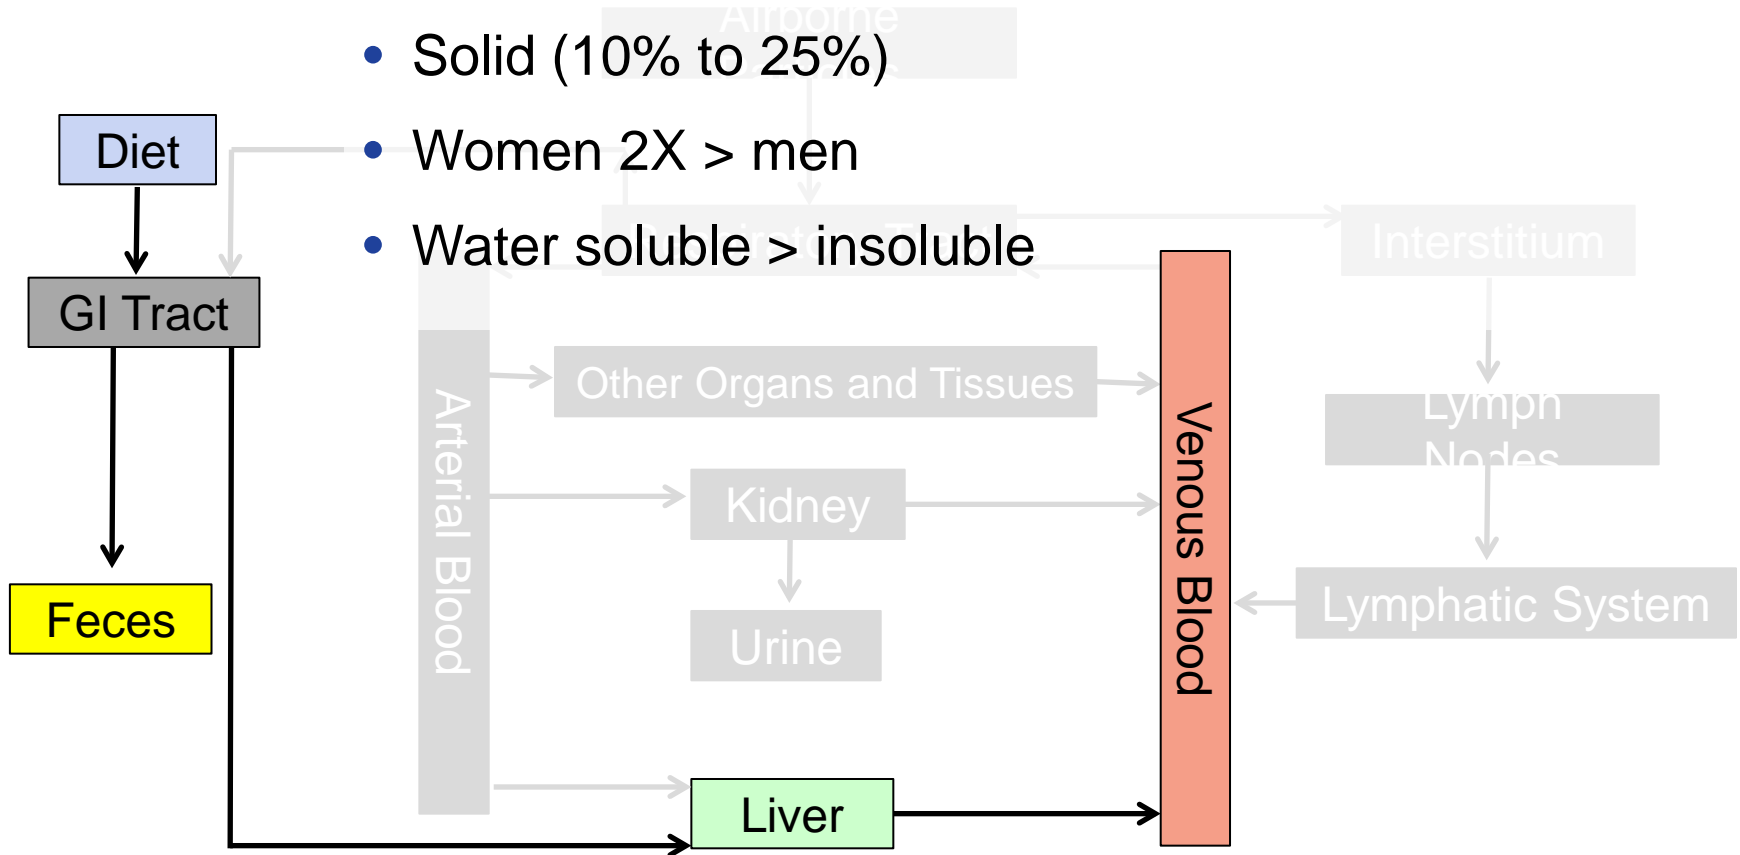 Airborne
• Solid (10% to 25%)
• Women 2X > men
• Water soluble > insoluble
Diet
GI Tract
Feces
Interstitium
Other Organs and Tissues
Arterial Blood
Kidney
Urine
Liver
Venous Blood
Lymph
Nodes
Lymphatic System